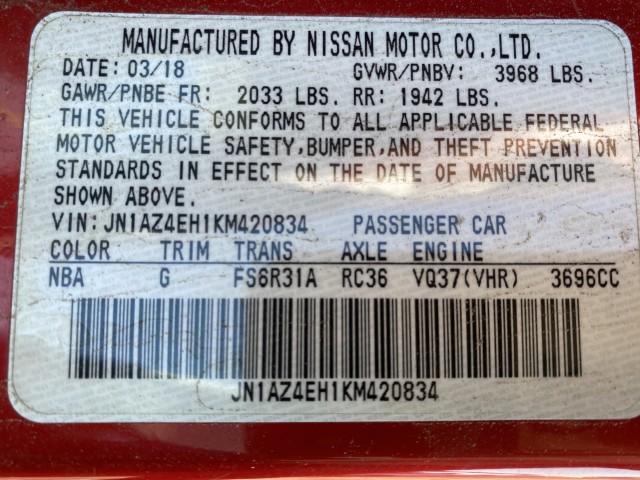 MANUFACTURED BY NISSAN MOTOR CO.,LTD.
DATE: 03/18 GVWR/PNBV: 3968 LBS.
GAWR/PNBE FR: 2033 LBS. RR: 1942 LBS.
THIS VEHICLE CONFORMS TO ALL APPLICABLE FEDERAL
MOTOR VEHICLE SAFETY,BUMPER,AND THEFT PREVENTION
STANDARDS IN EFFECT ON THE DATE OF MANUFACTURE
SHOWN ABOVE.
VIN:JN1AZ4EH1KM420834 PASSENGER CAR
COLOR TRIM TRANS AXLE ENGINE
NBA G FS6R31A RC36 VQ37(VHR) 3696CC
JN1AZ4EH1KM420834